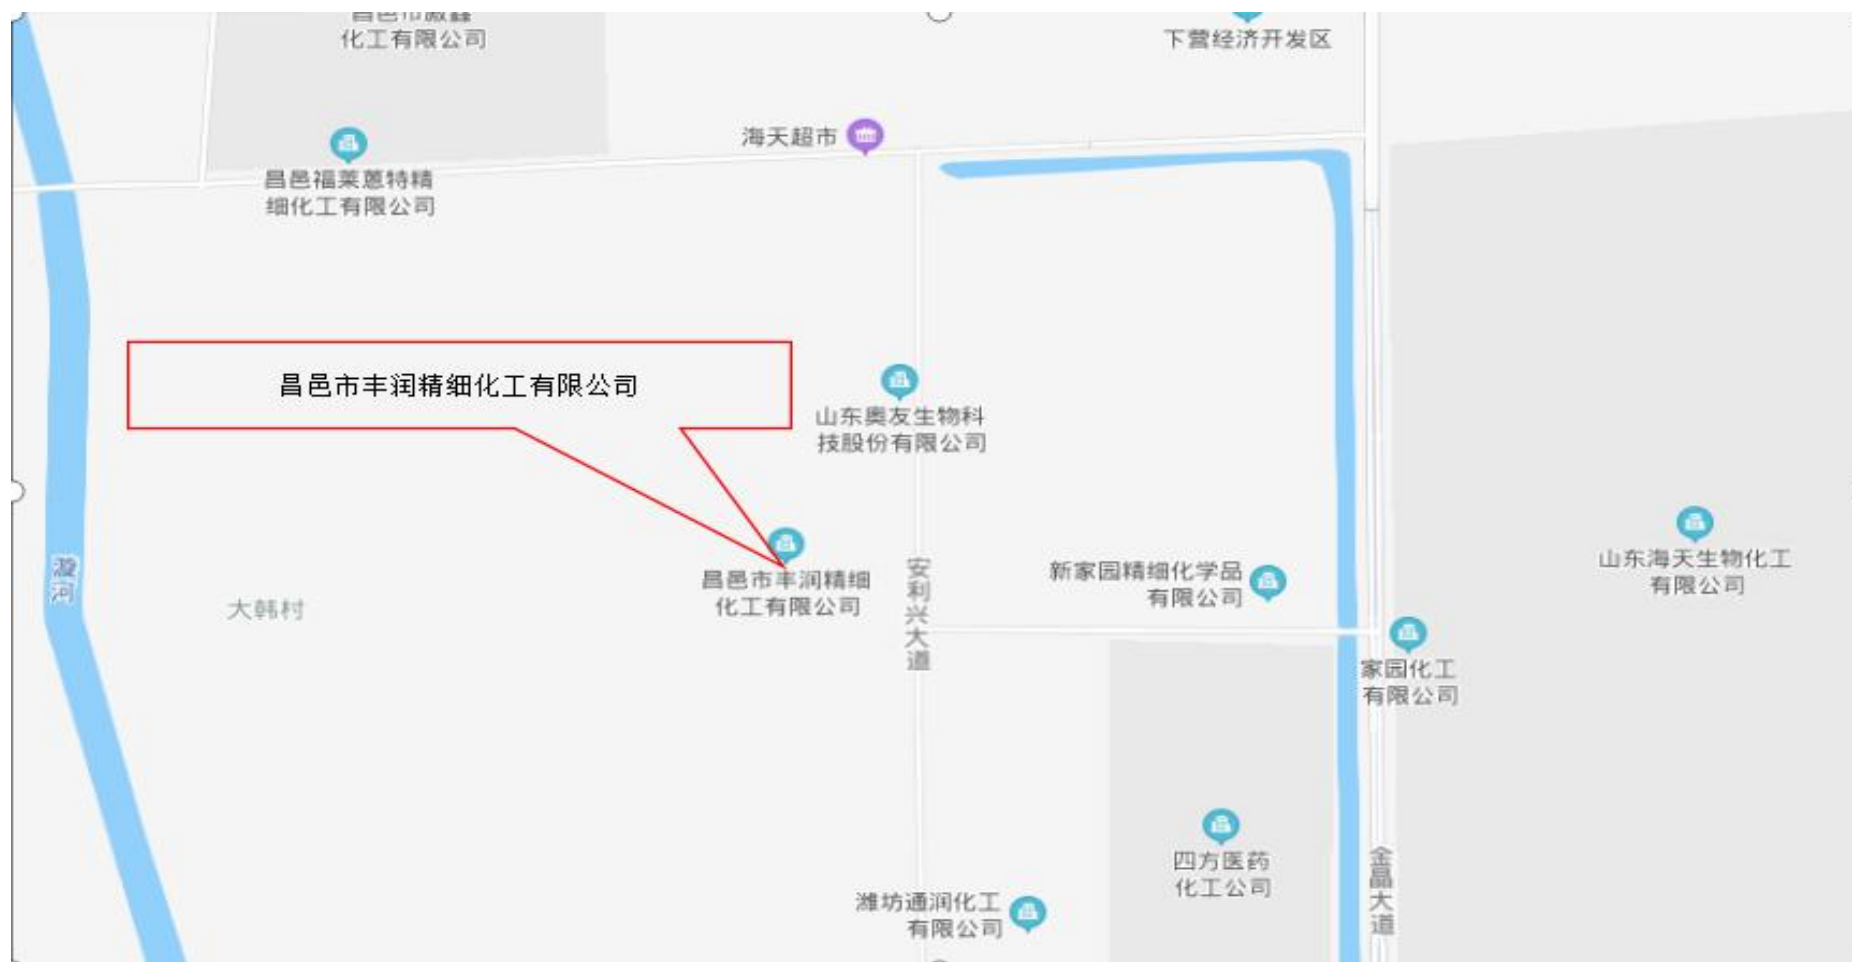 化工有限公司
下营经济开发区
海天超市
昌邑福莱蒽特精
细化工有限公司
昌邑市丰润精细化工有限公司
山东奥友生物科
技股份有限公司
昌邑市丰润精细
化工有限公司
安利兴大道
新家园精细化学品
有限公司
山东海天生物化工
有限公司
漩河
大韩村
家园化工
有限公司
四方医药
化工公司
金晶大道
潍坊通润化工
有限公司